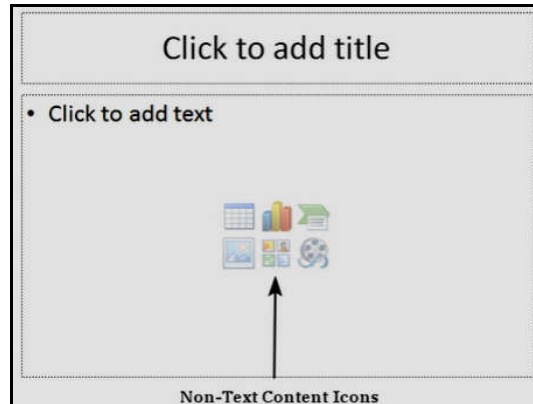 Click to add title
• Click to add text
Non-Text Content Icons